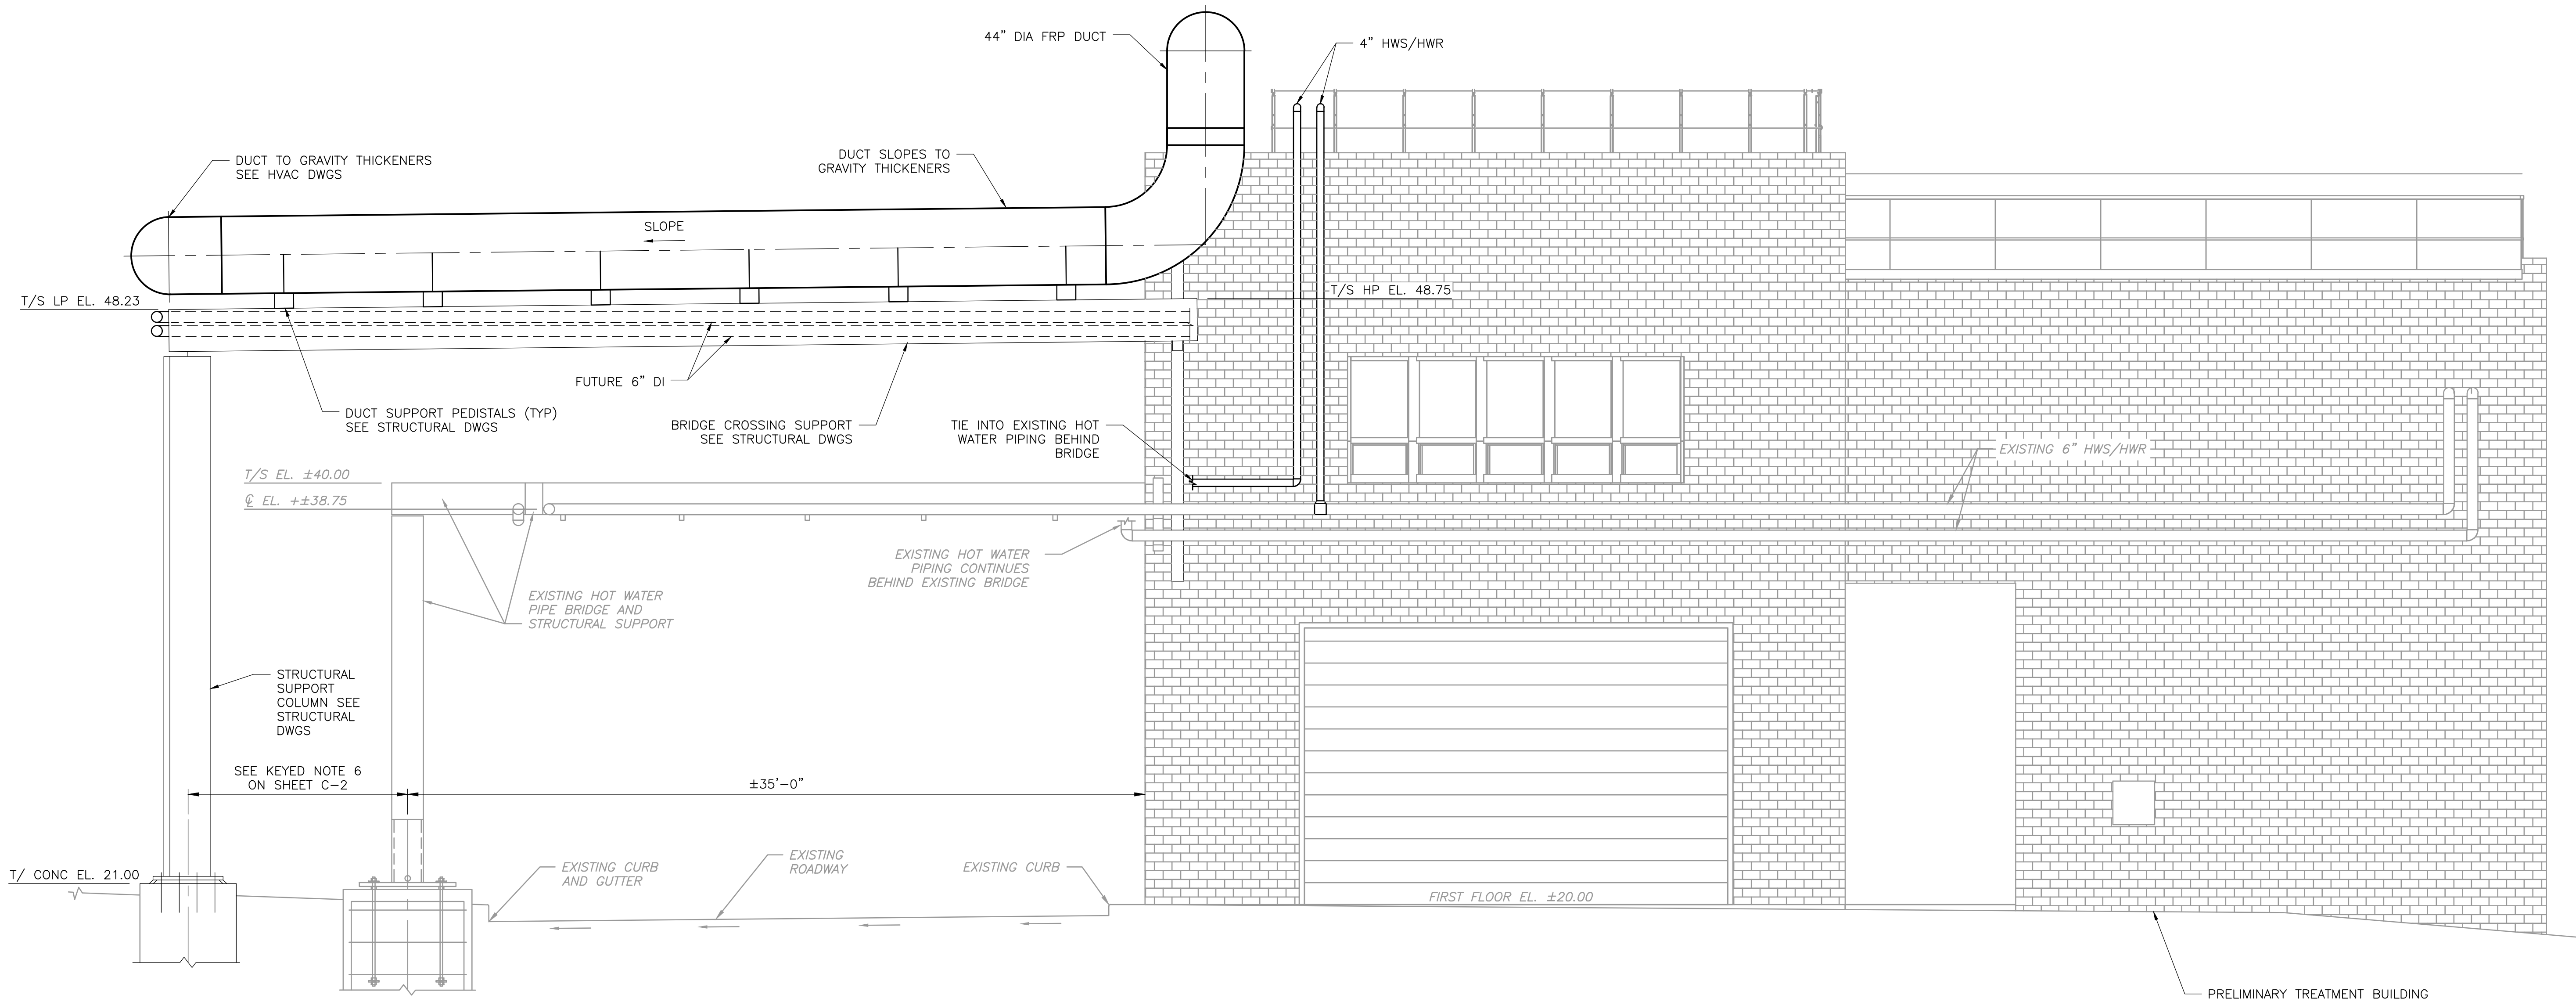 44" DIA FRP DUCT
4" HWS/HWR
DUCT TO GRAVITY THICKENERS
SEE HVAC DWGS
DUCT SLOPES TO
GRAVITY THICKENERS
SLOPE
T/S LP EL. 48.23
T/S HP EL. 48.75
FUTURE 6" DI
DUCT SUPPORT PEDISTALS (TYP)
SEE STRUCTURAL DWGS
BRIDGE CROSSING SUPPORT
SEE STRUCTURAL DWGS
TIE INTO EXISTING HOT
WATER PIPING BEHIND
BRIDGE
EXISTING 6" HWS/HWR
T/S EL. ±40.00
℄ EL. +±38.75
EXISTING HOT WATER
PIPING CONTINUES
BEHIND EXISTING BRIDGE
EXISTING HOT WATER
PIPE BRIDGE AND
STRUCTURAL SUPPORT
STRUCTURAL
SUPPORT
COLUMN SEE
STRUCTURAL
DWGS
SEE KEYED NOTE 6
ON SHEET C-2
±35'-0"
T/ CONC EL. 21.00
EXISTING CURB
AND GUTTER
EXISTING
ROADWAY
EXISTING CURB
FIRST FLOOR EL. ±20.00
PRELIMINARY TREATMENT BUILDING